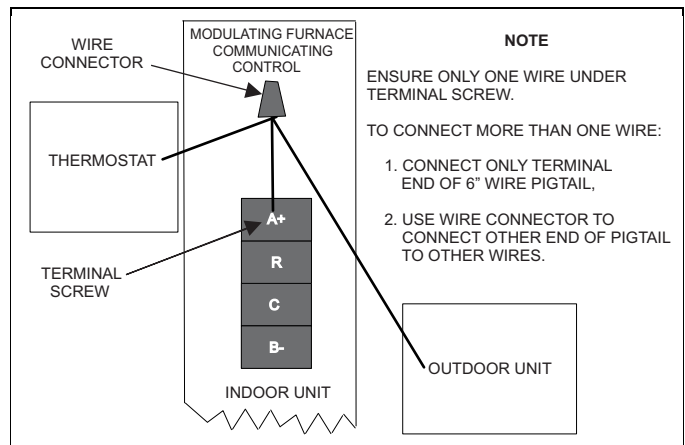 MODULATING FURNACE
COMMUNICATING
CONTROL
WIRE
CONNECTOR
THERMOSTAT
A+
R
C
B-
TERMINAL
SCREW
INDOOR UNIT
OUTDOOR UNIT
NOTE
ENSURE ONLY ONE WIRE UNDER
TERMINAL SCREW.
TO CONNECT MORE THAN ONE WIRE:
1. CONNECT ONLY TERMINAL
END OF 6” WIRE PIGTAIL,
2. USE WIRE CONNECTOR TO
CONNECT OTHER END OF PIGTAIL
TO OTHER WIRES.